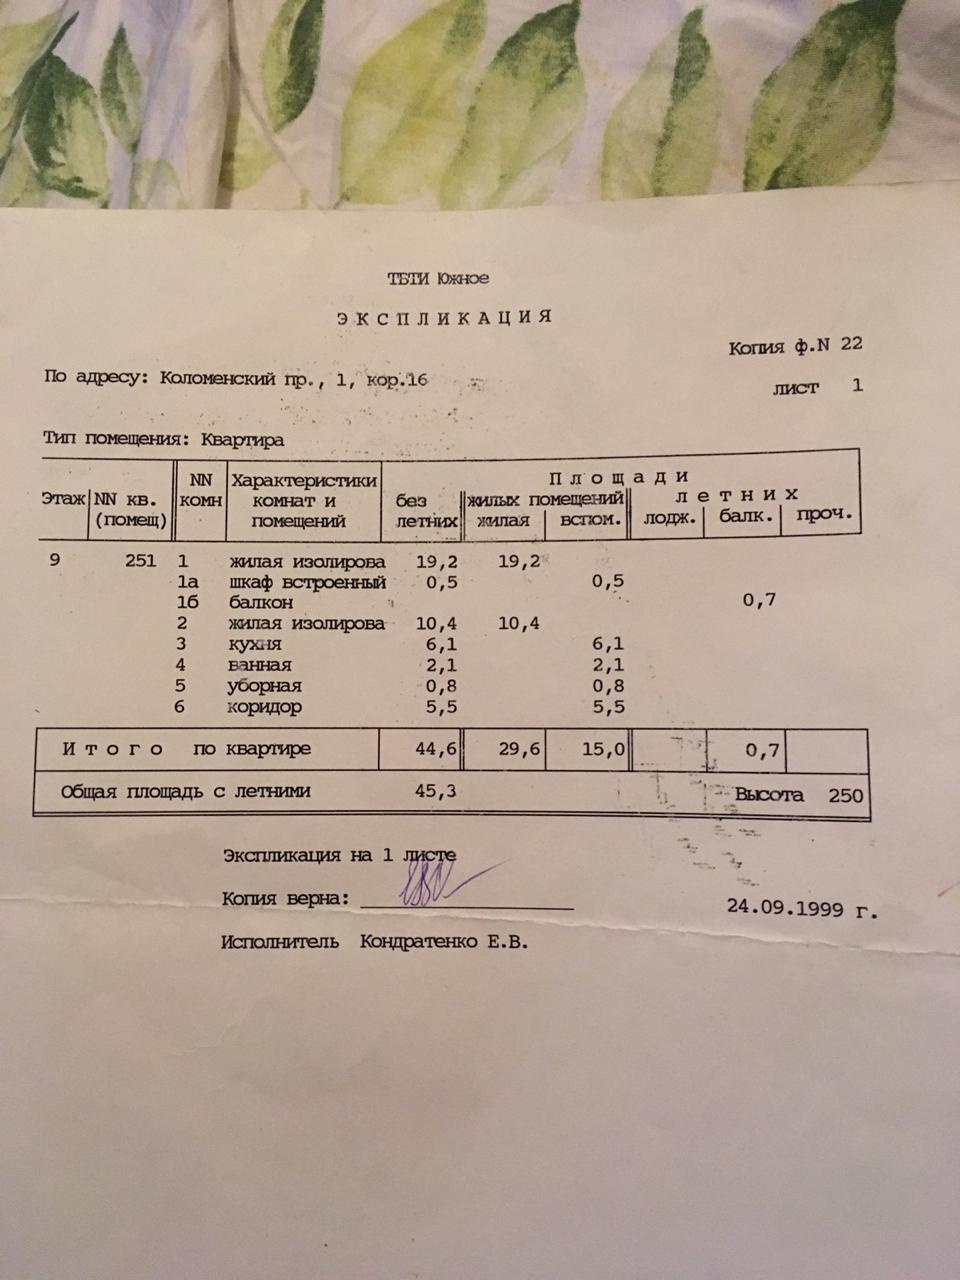 ТБТИ Южное
ЭКСПЛИКАЦИЯ
Копия ф.N 22
По адресу: Коломенский пр., 1, кор.16
лист 1
Тип помещения: Квартира
Этаж NN кв. (помещ) NN комн Характеристики комнат и помещений Площади
без летних жилых помещений летних
жилая вспом. лодж. балк. проч.
9 251 1 жилая изолирова 19,2 19,2
1а шкаф встроенный 0,5 0,5
1б балкон 0,7
2 жилая изолирова 10,4 10,4
3 кухня 6,1 6,1
4 ванная 2,1 2,1
5 уборная 0,8 0,8
6 коридор 5,5 5,5
Итого по квартире 44,6 29,6 15,0 0,7
Общая площадь с летними 45,3 Высота 250
Экспликация на 1 листе
Копия верна:
24.09.1999 г.
Исполнитель Кондратенко Е.В.